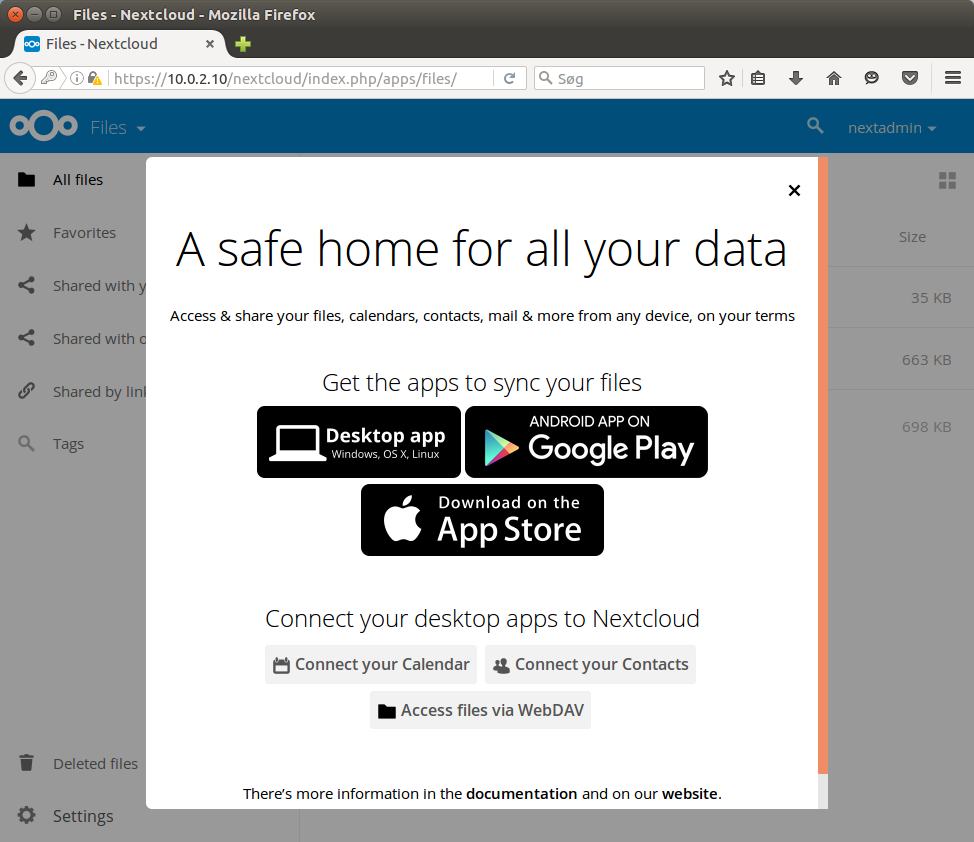 Files - Nextcloud - Mozilla Firefox
Files - Nextcloud
https://10.0.2.10/nextcloud/index.php/apps/files/
Søg
Files
nextadmin
All files
Favorites
Shared with y
Shared with o
Shared by lin
Tags
Deleted files
Settings
Size
35 KB
663 KB
698 KB
A safe home for all your data
Access & share your files, calendars, contacts, mail & more from any device, on your terms
Get the apps to sync your files
Desktop app
Windows, OS X, Linux
ANDROID APP ON
Google Play
Download on the
App Store
Connect your desktop apps to Nextcloud
Connect your Calendar
Connect your Contacts
Access files via WebDAV
There’s more information in the documentation and on our website.